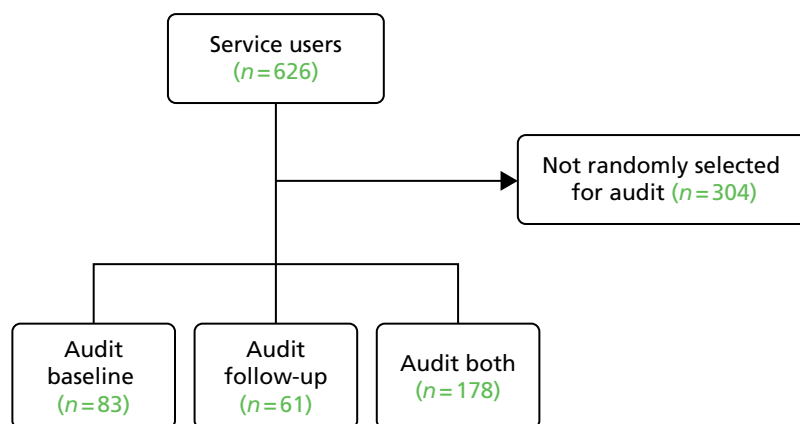 Service users
(n=626)
Not randomly selected
for audit (n=304)
Audit
baseline
(n=83)
Audit
follow-up
(n=61)
Audit both
(n=178)